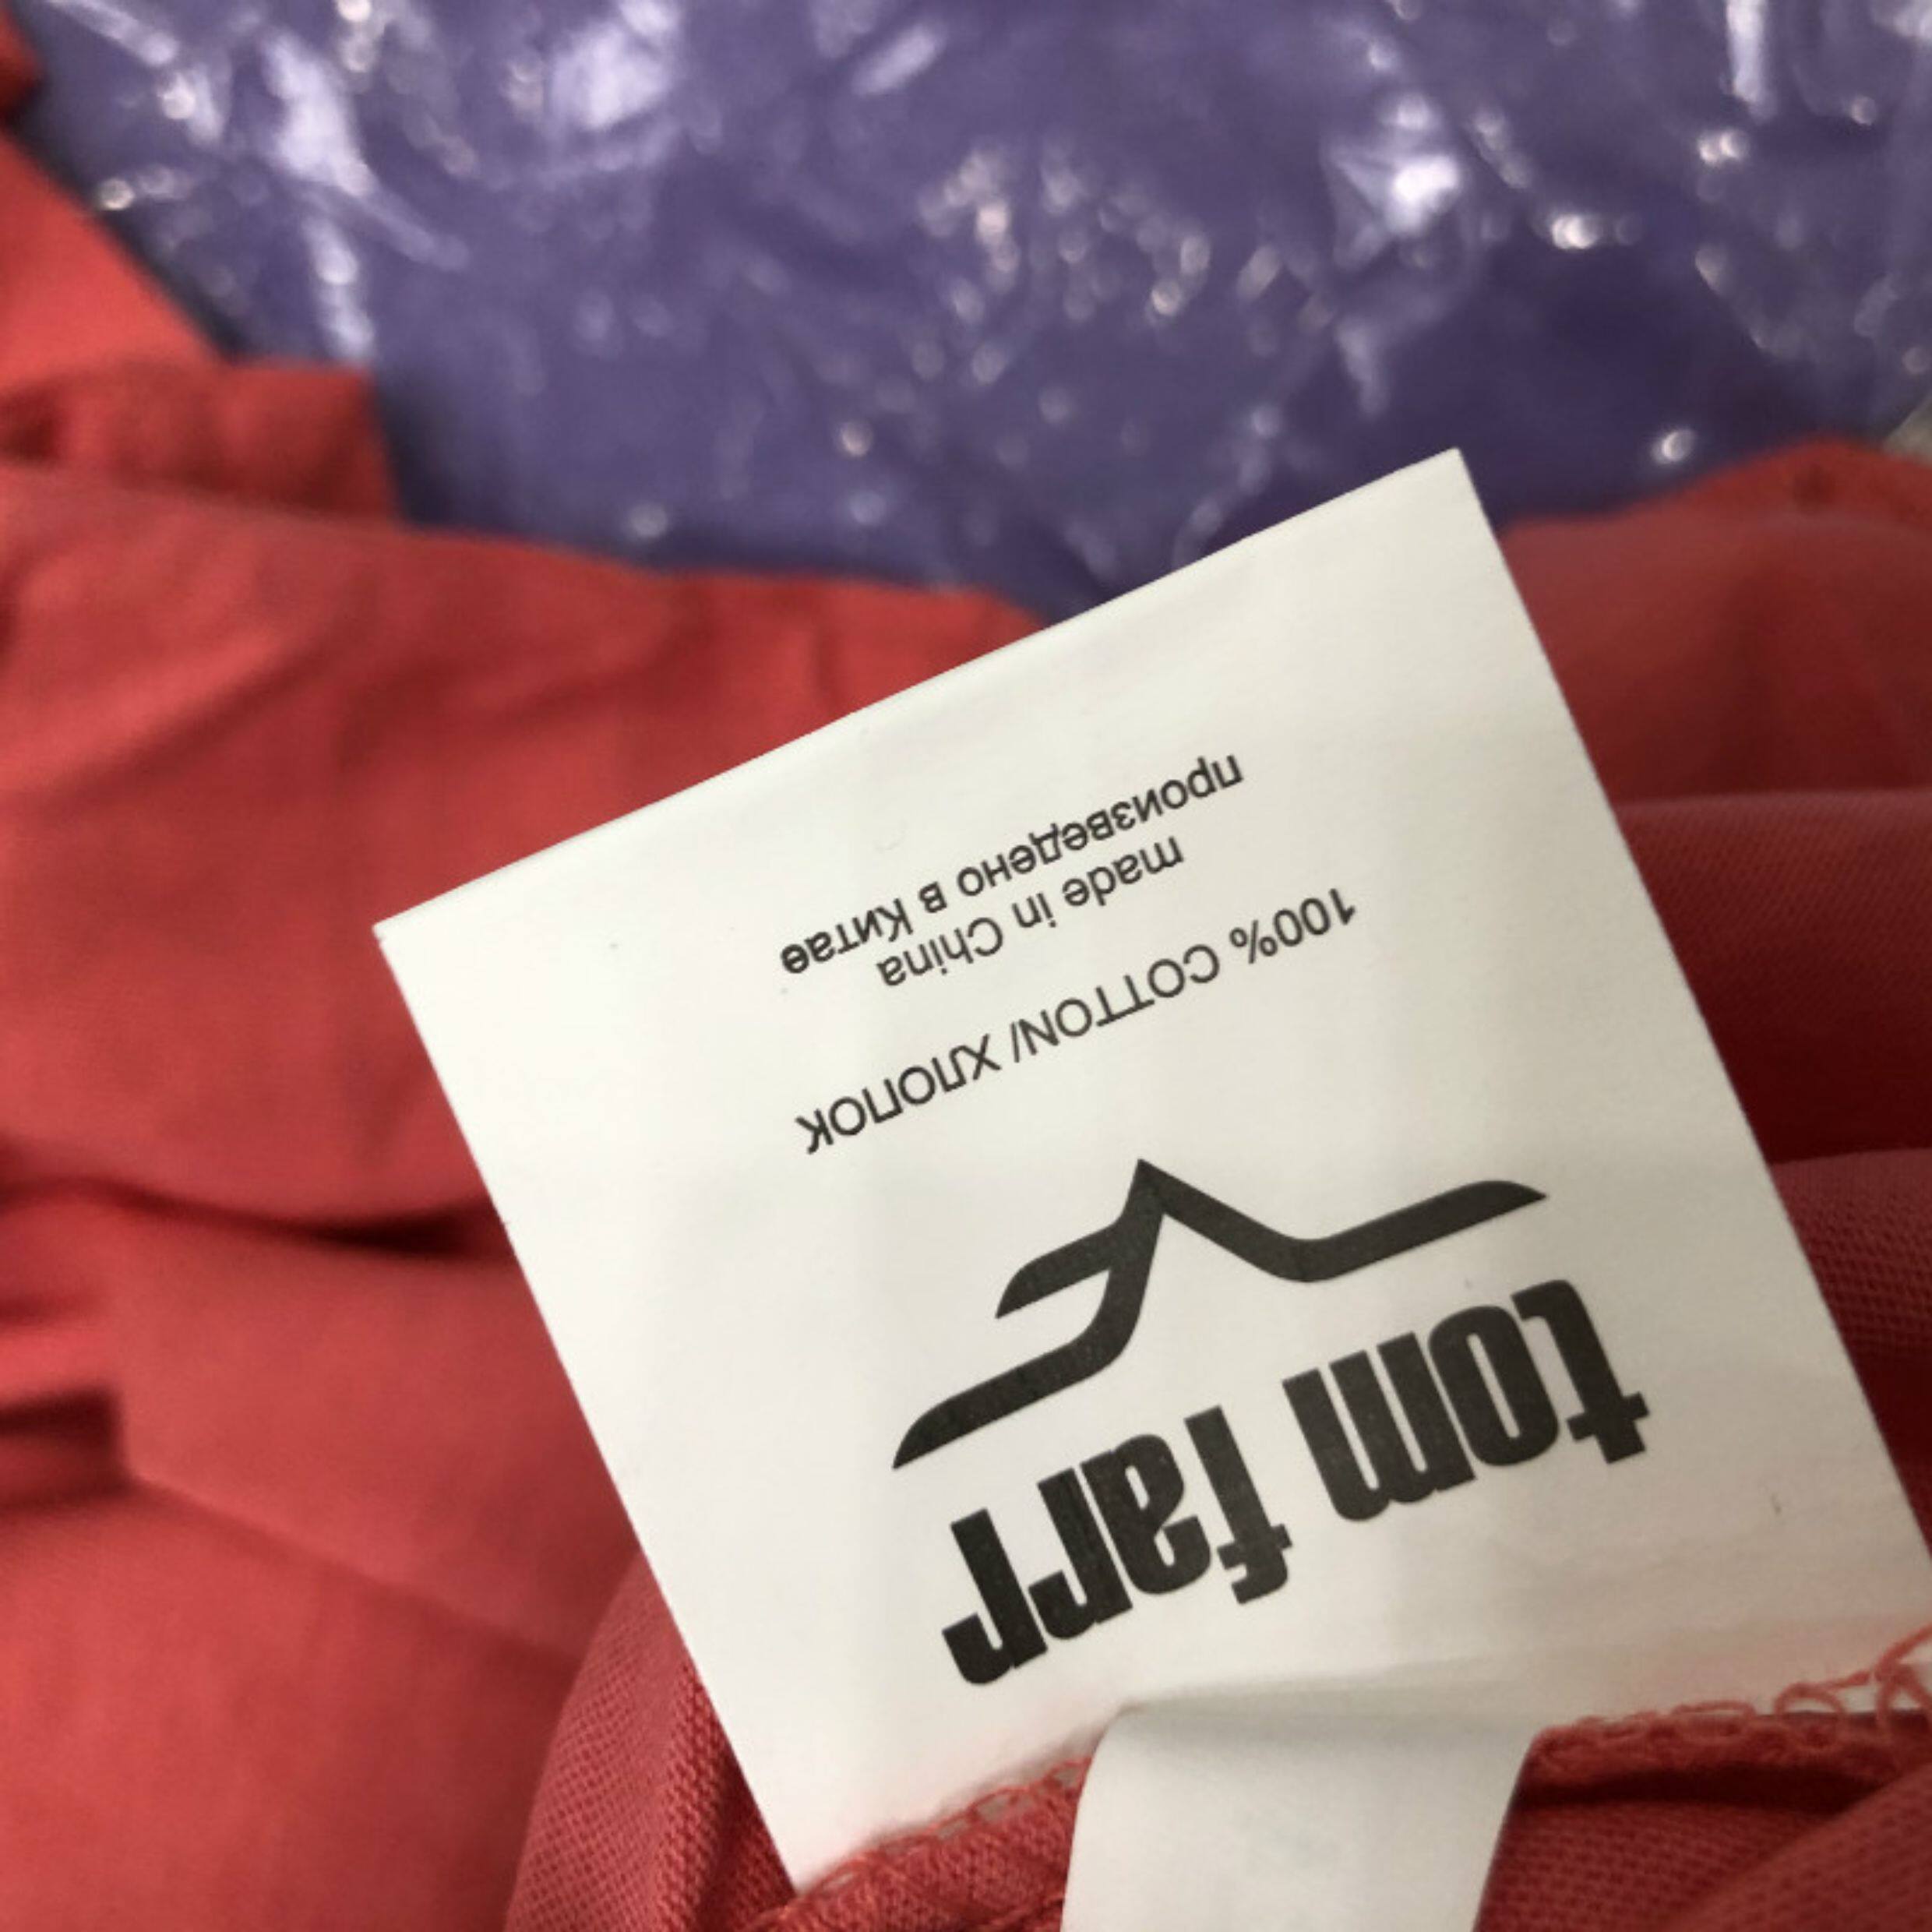 tom farr
100% COTTON/ ХЛОПОК
made in China
произведено в Китае